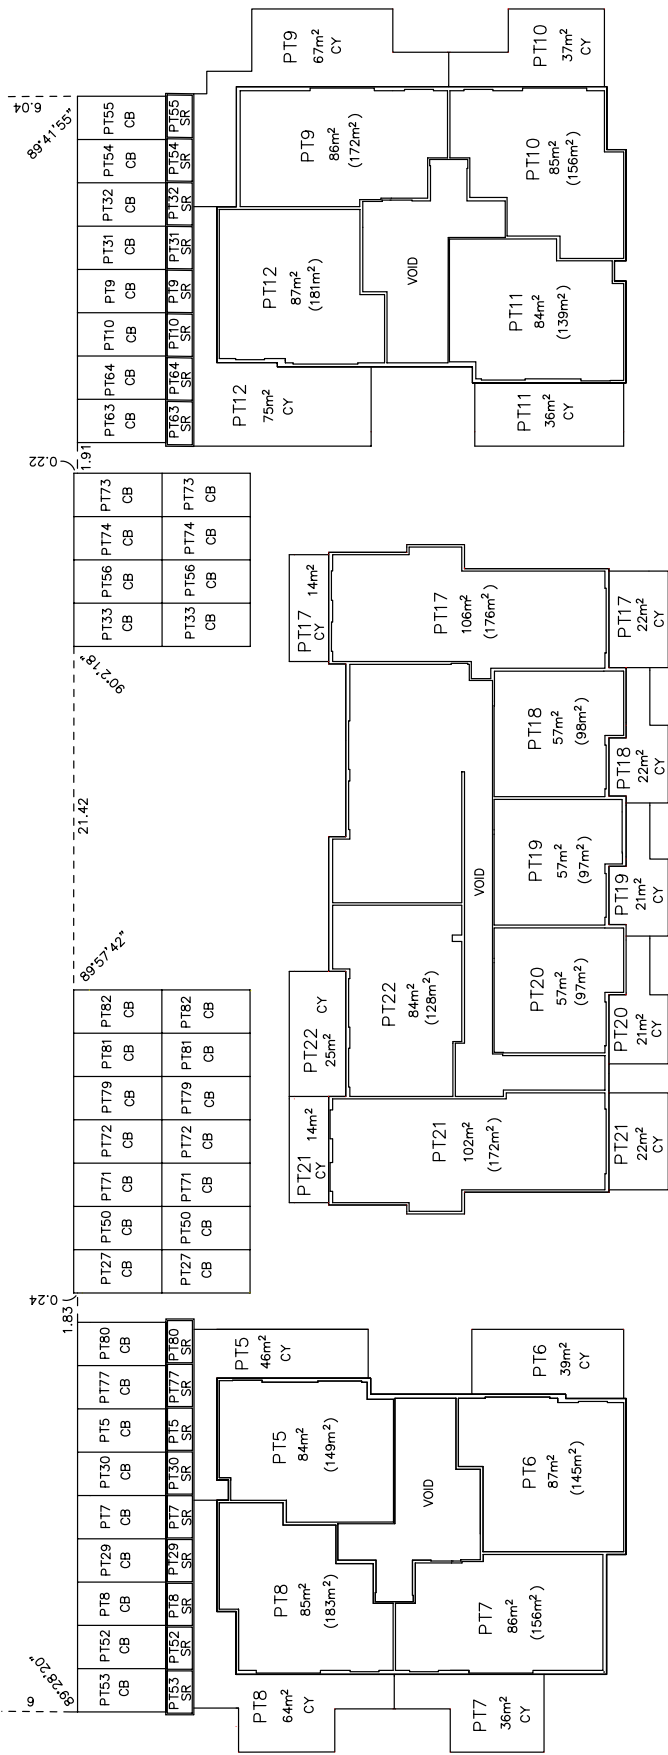 6.04
89°41'55"
PT55
CB
PT55
SR
PT54
CB
PT54
SR
PT32
CB
PT32
SR
PT31
CB
PT31
SR
PT9
CB
PT9
SR
PT10
CB
PT10
SR
PT64
CB
PT64
SR
PT63
CB
PT63
SR
PT9
67m²
CY
PT10
37m²
CY
PT9
86m²
(172m²)
PT10
85m²
(156m²)
PT12
87m²
(181m²)
VOID
PT11
84m²
(139m²)
PT12
75m²
CY
PT11
36m²
CY
1.91
0.22
PT73
CB
PT73
CB
PT74
CB
PT74
CB
PT56
CB
PT56
CB
PT33
CB
PT33
CB
90°2'18"
21.42
89°57'42"
PT17
CY
14m²
PT17
106m²
(176m²)
PT17
22m²
CY
PT18
57m²
(98m²)
PT18
22m²
CY
PT19
57m²
(97m²)
PT19
21m²
CY
VOID
PT20
57m²
(97m²)
PT20
21m²
CY
PT22
84m²
(128m²)
PT22
25m²
CY
PT21
CY
14m²
PT21
102m²
(172m²)
PT21
22m²
CY
PT82
CB
PT82
CB
PT81
CB
PT81
CB
PT79
CB
PT79
CB
PT72
CB
PT72
CB
PT71
CB
PT71
CB
PT50
CB
PT50
CB
PT27
CB
PT27
CB
0.24
1.83
PT80
CB
PT80
SR
PT77
CB
PT77
SR
PT5
CB
PT5
SR
PT30
CB
PT30
SR
PT7
CB
PT7
SR
PT29
CB
PT29
SR
PT8
CB
PT8
SR
PT52
CB
PT52
SR
PT53
CB
PT53
SR
89°28'20"
6
PT5
46m²
CY
PT6
39m²
CY
PT5
84m²
(149m²)
VOID
PT6
87m²
(145m²)
PT8
85m²
(183m²)
PT7
86m²
(156m²)
PT8
64m²
CY
PT7
36m²
CY